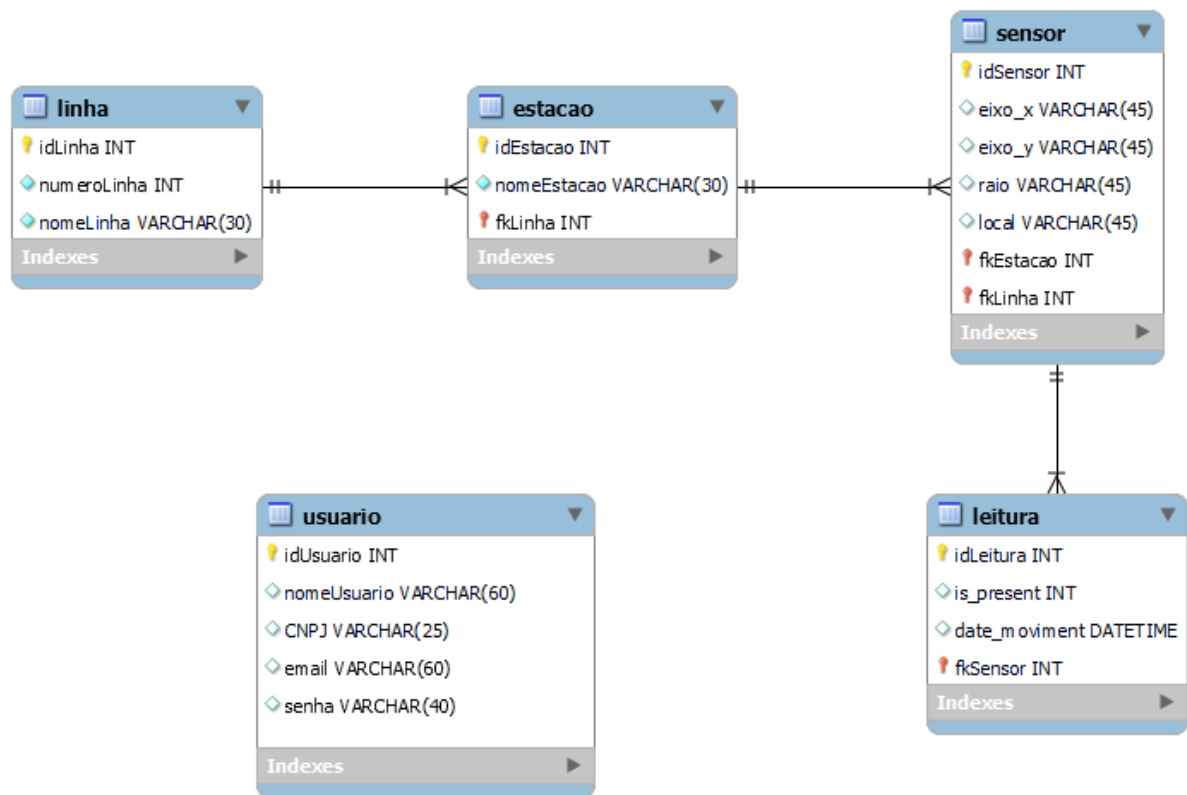 linha
idLinha INT
numeroLinha INT
nomeLinha VARCHAR(30)
Indexes
estacao
idEstacao INT
nomeEstacao VARCHAR(30)
fkLinha INT
Indexes
sensor
idSensor INT
eixo_x VARCHAR(45)
eixo_y VARCHAR(45)
raio VARCHAR(45)
local VARCHAR(45)
fkEstacao INT
fkLinha INT
Indexes
usuario
idUsuario INT
nomeUsuario VARCHAR(60)
CNPJ VARCHAR(25)
email VARCHAR(60)
senha VARCHAR(40)
Indexes
leitura
idLeitura INT
is_present INT
date_moviment DATETIME
fkSensor INT
Indexes